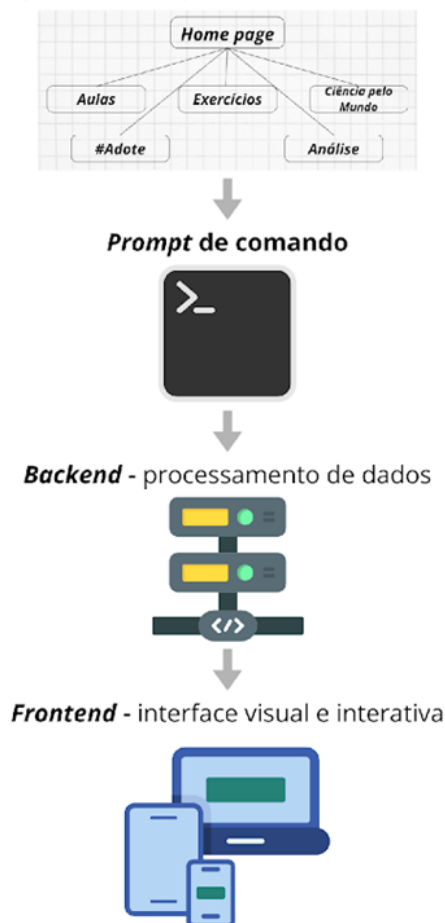 Home page
Aulas
Exercícios
Ciência pelo
Mundo
#Adote
Análise
Prompt de comando
>_
Backend - processamento de dados
</>
Frontend - interface visual e interativa